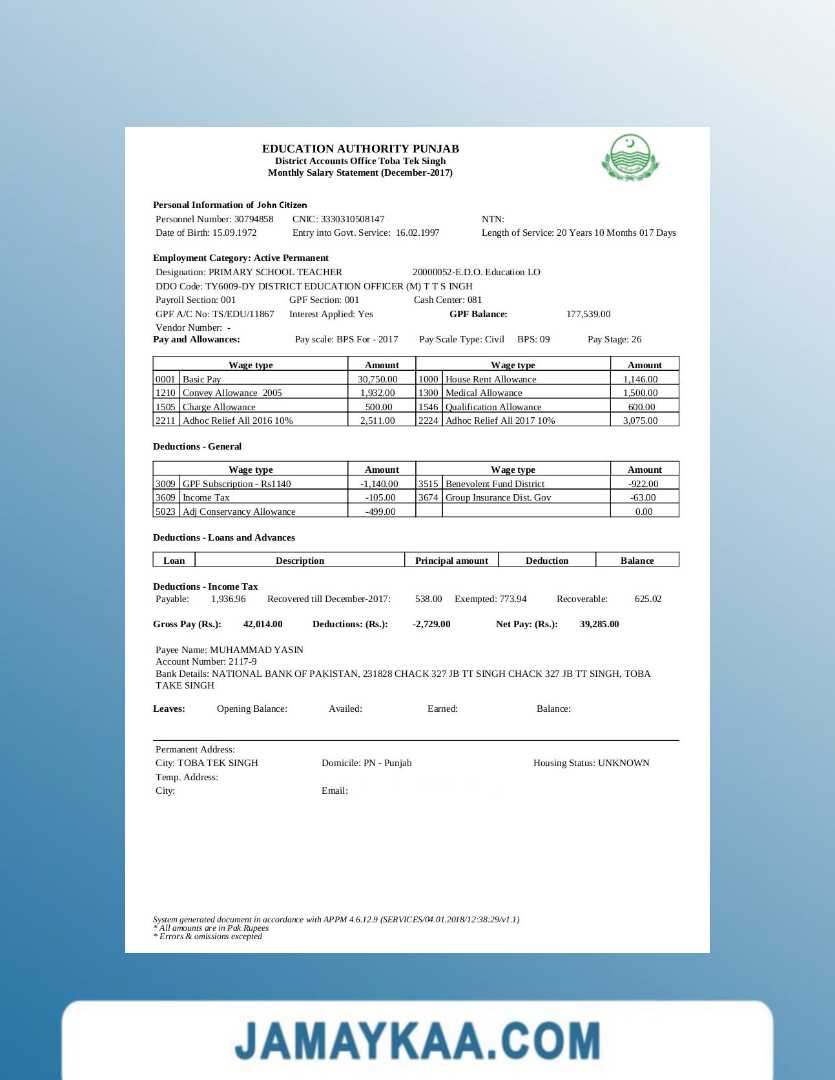 EDUCATION AUTHORITY PUNJAB
District Accounts Office Toba Tek Singh
Monthly Salary Statement (December-2017)
Personal Information of John Citizen
Personnel Number: 30794858 CNIC: 3330310508147 NTN:
Date of Birth: 15.09.1972 Entry into Govt. Service: 16.02.1997 Length of Service: 20 Years 10 Months 017 Days
Employment Category: Active Permanent
Designation: PRIMARY SCHOOL TEACHER 20000052-E.D.O. Education I.O
DDO Code: TY6009-DY DISTRICT EDUCATION OFFICER (M) T T S INGH
Payroll Section: 001 GPF Section: 001 Cash Center: 081
GPF A/C No: TS/EDU/11867 Interest Applied: Yes GPF Balance: 177,539.00
Vendor Number: -
Pay and Allowances: Pay scale: BPS For - 2017 Pay Scale Type: Civil BPS: 09 Pay Stage: 26
Wage type Amount Wage type Amount
0001 Basic Pay 30,750.00 1000 House Rent Allowance 1,146.00
1210 Convey Allowance 2005 1,932.00 1300 Medical Allowance 1,500.00
1505 Charge Allowance 500.00 1546 Qualification Allowance 600.00
2211 Adhoc Relief All 2016 10% 2,511.00 2224 Adhoc Relief All 2017 10% 3,075.00
Deductions - General
Wage type Amount Wage type Amount
3009 GPF Subscription - Rs1140 -1,140.00 3515 Benevolent Fund District -922.00
3609 Income Tax -105.00 3674 Group Insurance Dist. Gov -63.00
5023 Adj Conservancy Allowance -499.00 0.00
Deductions - Loans and Advances
Loan Description Principal amount Deduction Balance
Deductions - Income Tax
Payable: 1,936.96 Recovered till December-2017: 538.00 Exempted: 773.94 Recoverable: 625.02
Gross Pay (Rs.): 42,014.00 Deductions: (Rs.): -2,729.00 Net Pay: (Rs.): 39,285.00
Payee Name: MUHAMMAD YASIN
Account Number: 2117-9
Bank Details: NATIONAL BANK OF PAKISTAN, 231828 CHACK 327 JB TT SINGH CHACK 327 JB TT SINGH, TOBA
TAKE SINGH
Leaves: Opening Balance: Availed: Earned: Balance:
Permanent Address:
City: TOBA TEK SINGH Domicile: PN - Punjab Housing Status: UNKNOWN
Temp. Address:
City: Email:
System generated document in accordance with APPM 4.6.12.9 (SERVICES/04.01.2018/12:38:29/v1.1)
* All amounts are in Pak Rupees
* Errors & omissions excepted
JAMAYKAA.COM